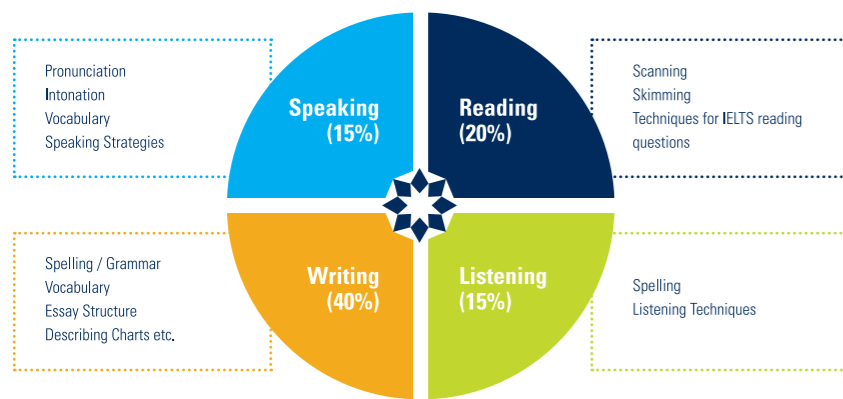 Pronunciation
Intonation
Vocabulary
Speaking Strategies
Speaking
(15%)
Reading
(20%)
Scanning
Skimming
Techniques for IELTS reading
questions
Spelling / Grammar
Vocabulary
Essay Structure
Describing Charts etc.
Writing
(40%)
Listening
(15%)
Spelling
Listening Techniques